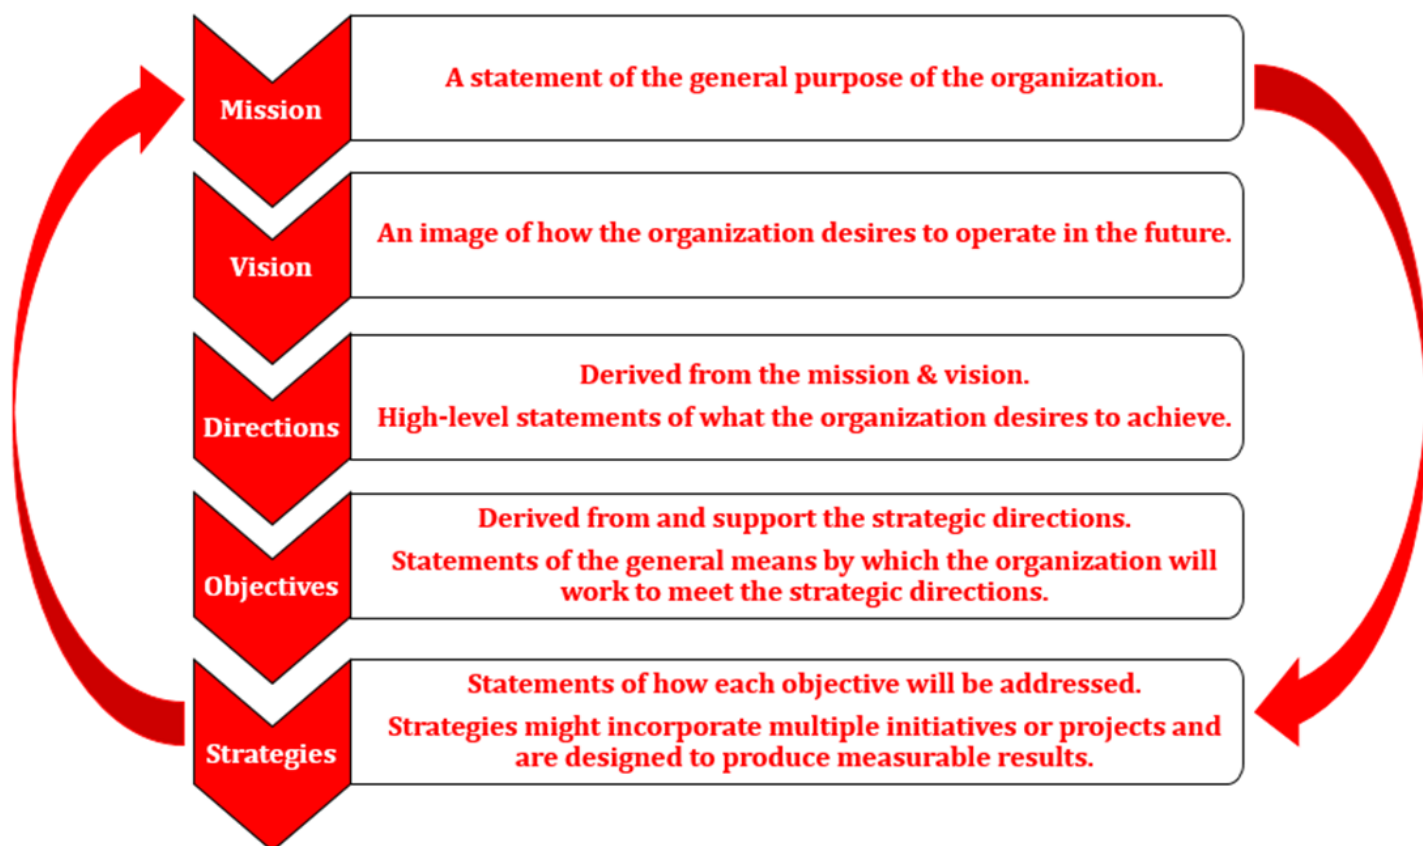 Mission
A statement of the general purpose of the organization.
Vision
An image of how the organization desires to operate in the future.
Directions
Derived from the mission & vision.
High-level statements of what the organization desires to achieve.
Objectives
Derived from and support the strategic directions.
Statements of the general means by which the organization will
work to meet the strategic directions.
Strategies
Statements of how each objective will be addressed.
Strategies might incorporate multiple initiatives or projects and
are designed to produce measurable results.